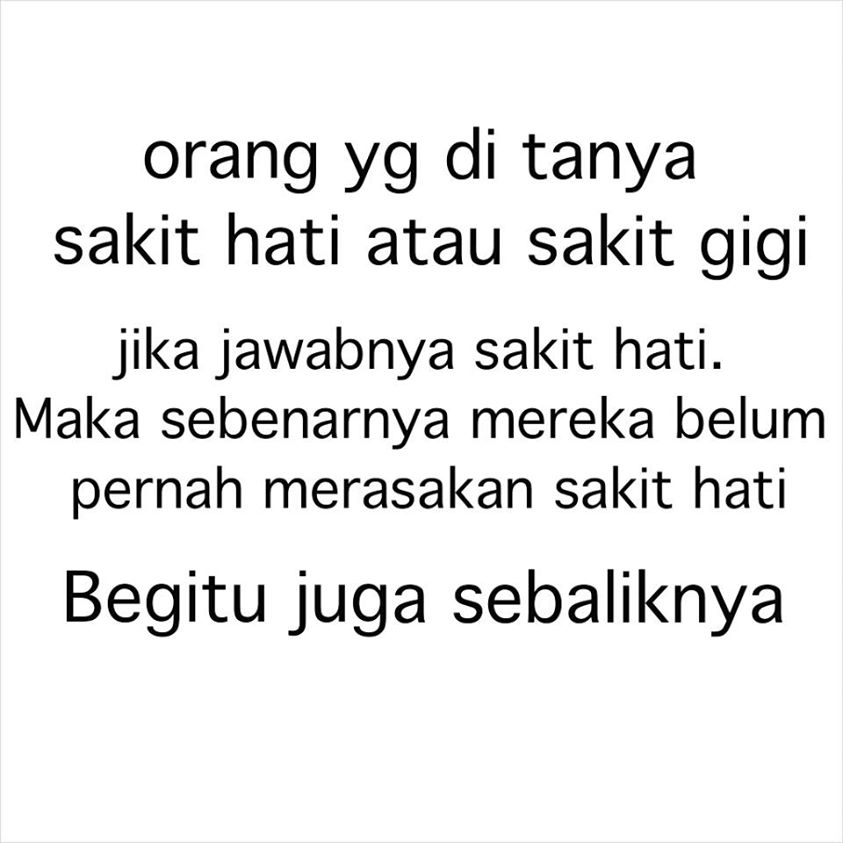 orang yg di tanya
sakit hati atau sakit gigi
jika jawabnya sakit hati.
Maka sebenarnya mereka belum
pernah merasakan sakit hati
Begitu juga sebaliknya